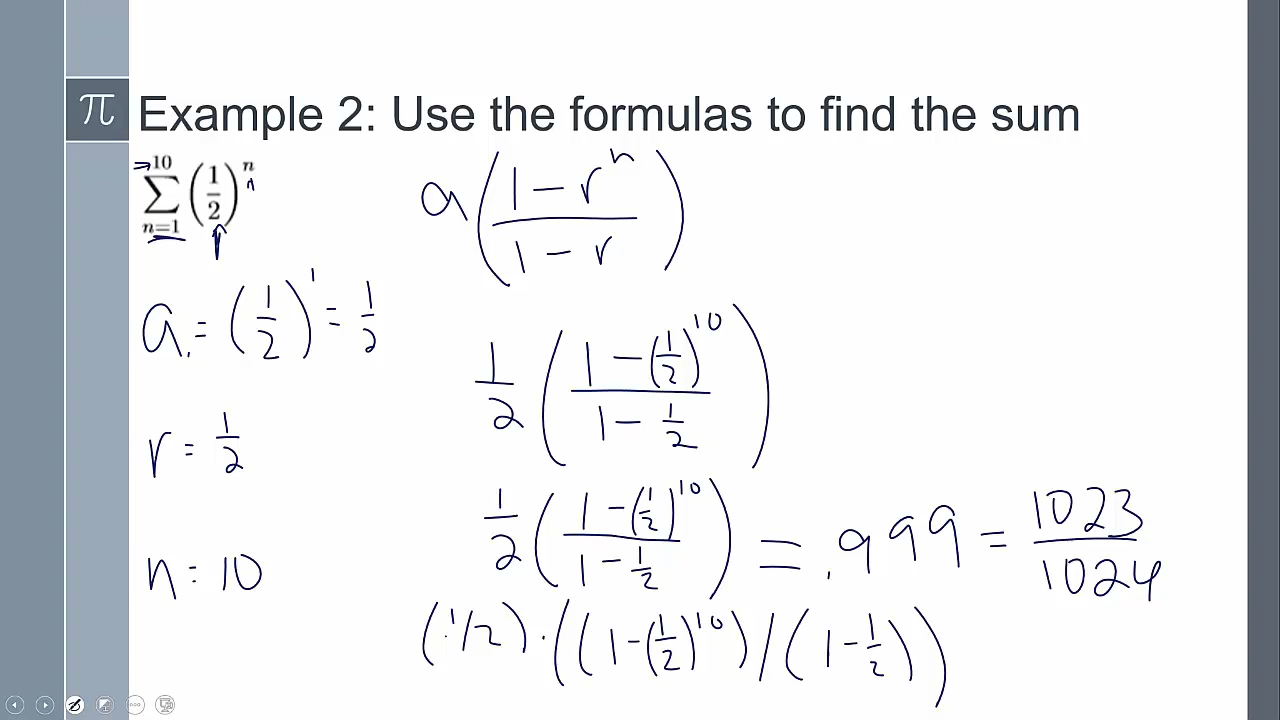 π Example 2: Use the formulas to find the sum
10
∑ (1/2)^n
n=1
r
a(1 - r^n / 1 - r)
a₁ = (1/2)^1 = 1/2
1/2 (1 - (1/2)^10 / 1 - 1/2)
r = 1/2
1/2 (1 - (1/2)^10 / 1 - 1/2) = .999 = 1023/1024
n = 10
(1/2) · ((1 - (1/2)^10) / (1 - 1/2))